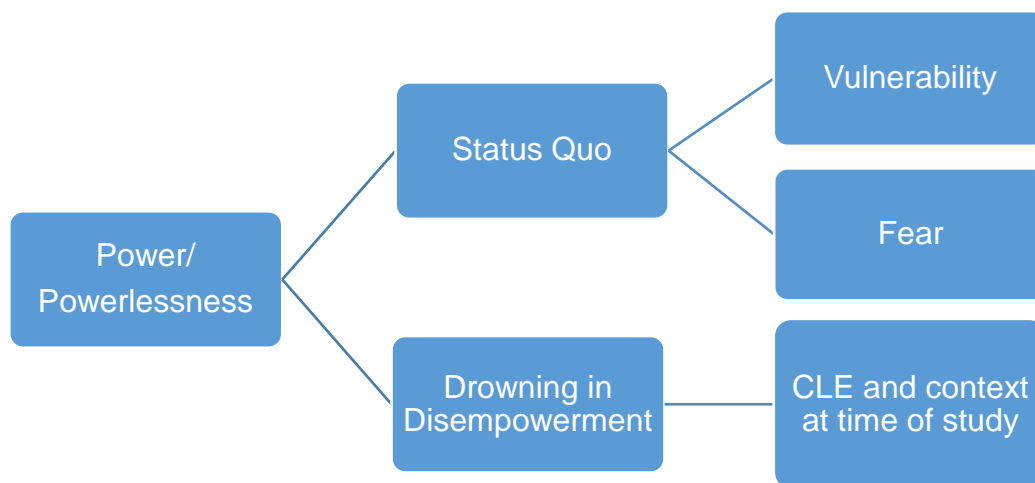 Vulnerability
Status Quo
Fear
Power/
Powerlessness
Drowning in
Disempowerment
CLE and context
at time of study